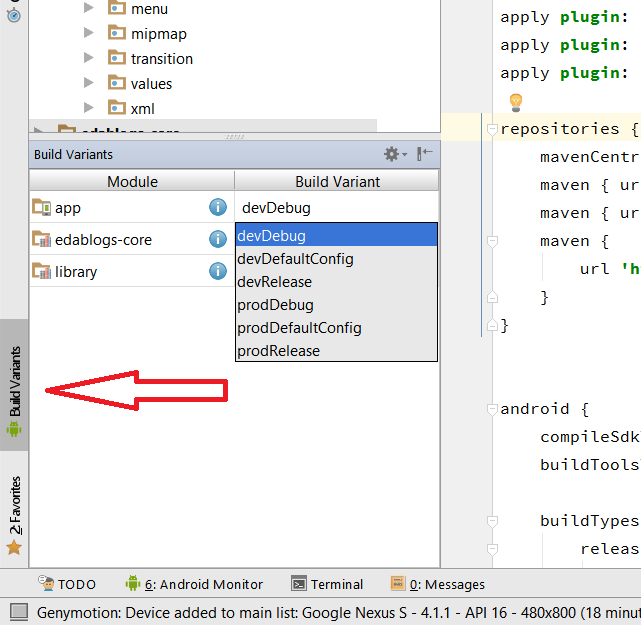 menu
mipmap
transition
values
xml
edablogs-core
Build Variants
Module
Build Variant
app
devDebug
edablogs-core
library
devDebug
devDefaultConfig
devRelease
prodDebug
prodDefaultConfig
prodRelease
Build Variants
2: Favorites
apply plugin:
apply plugin:
apply plugin:
repositories {
mavenCentr
maven { ur
maven { ur
maven {
url 'h
}
}
android {
compileSdk
buildTools
buildTypes
releas
TODO
6: Android Monitor
Terminal
0: Messages
Genymotion: Device added to main list: Google Nexus S - 4.1.1 - API 16 - 480x800 (18 minut